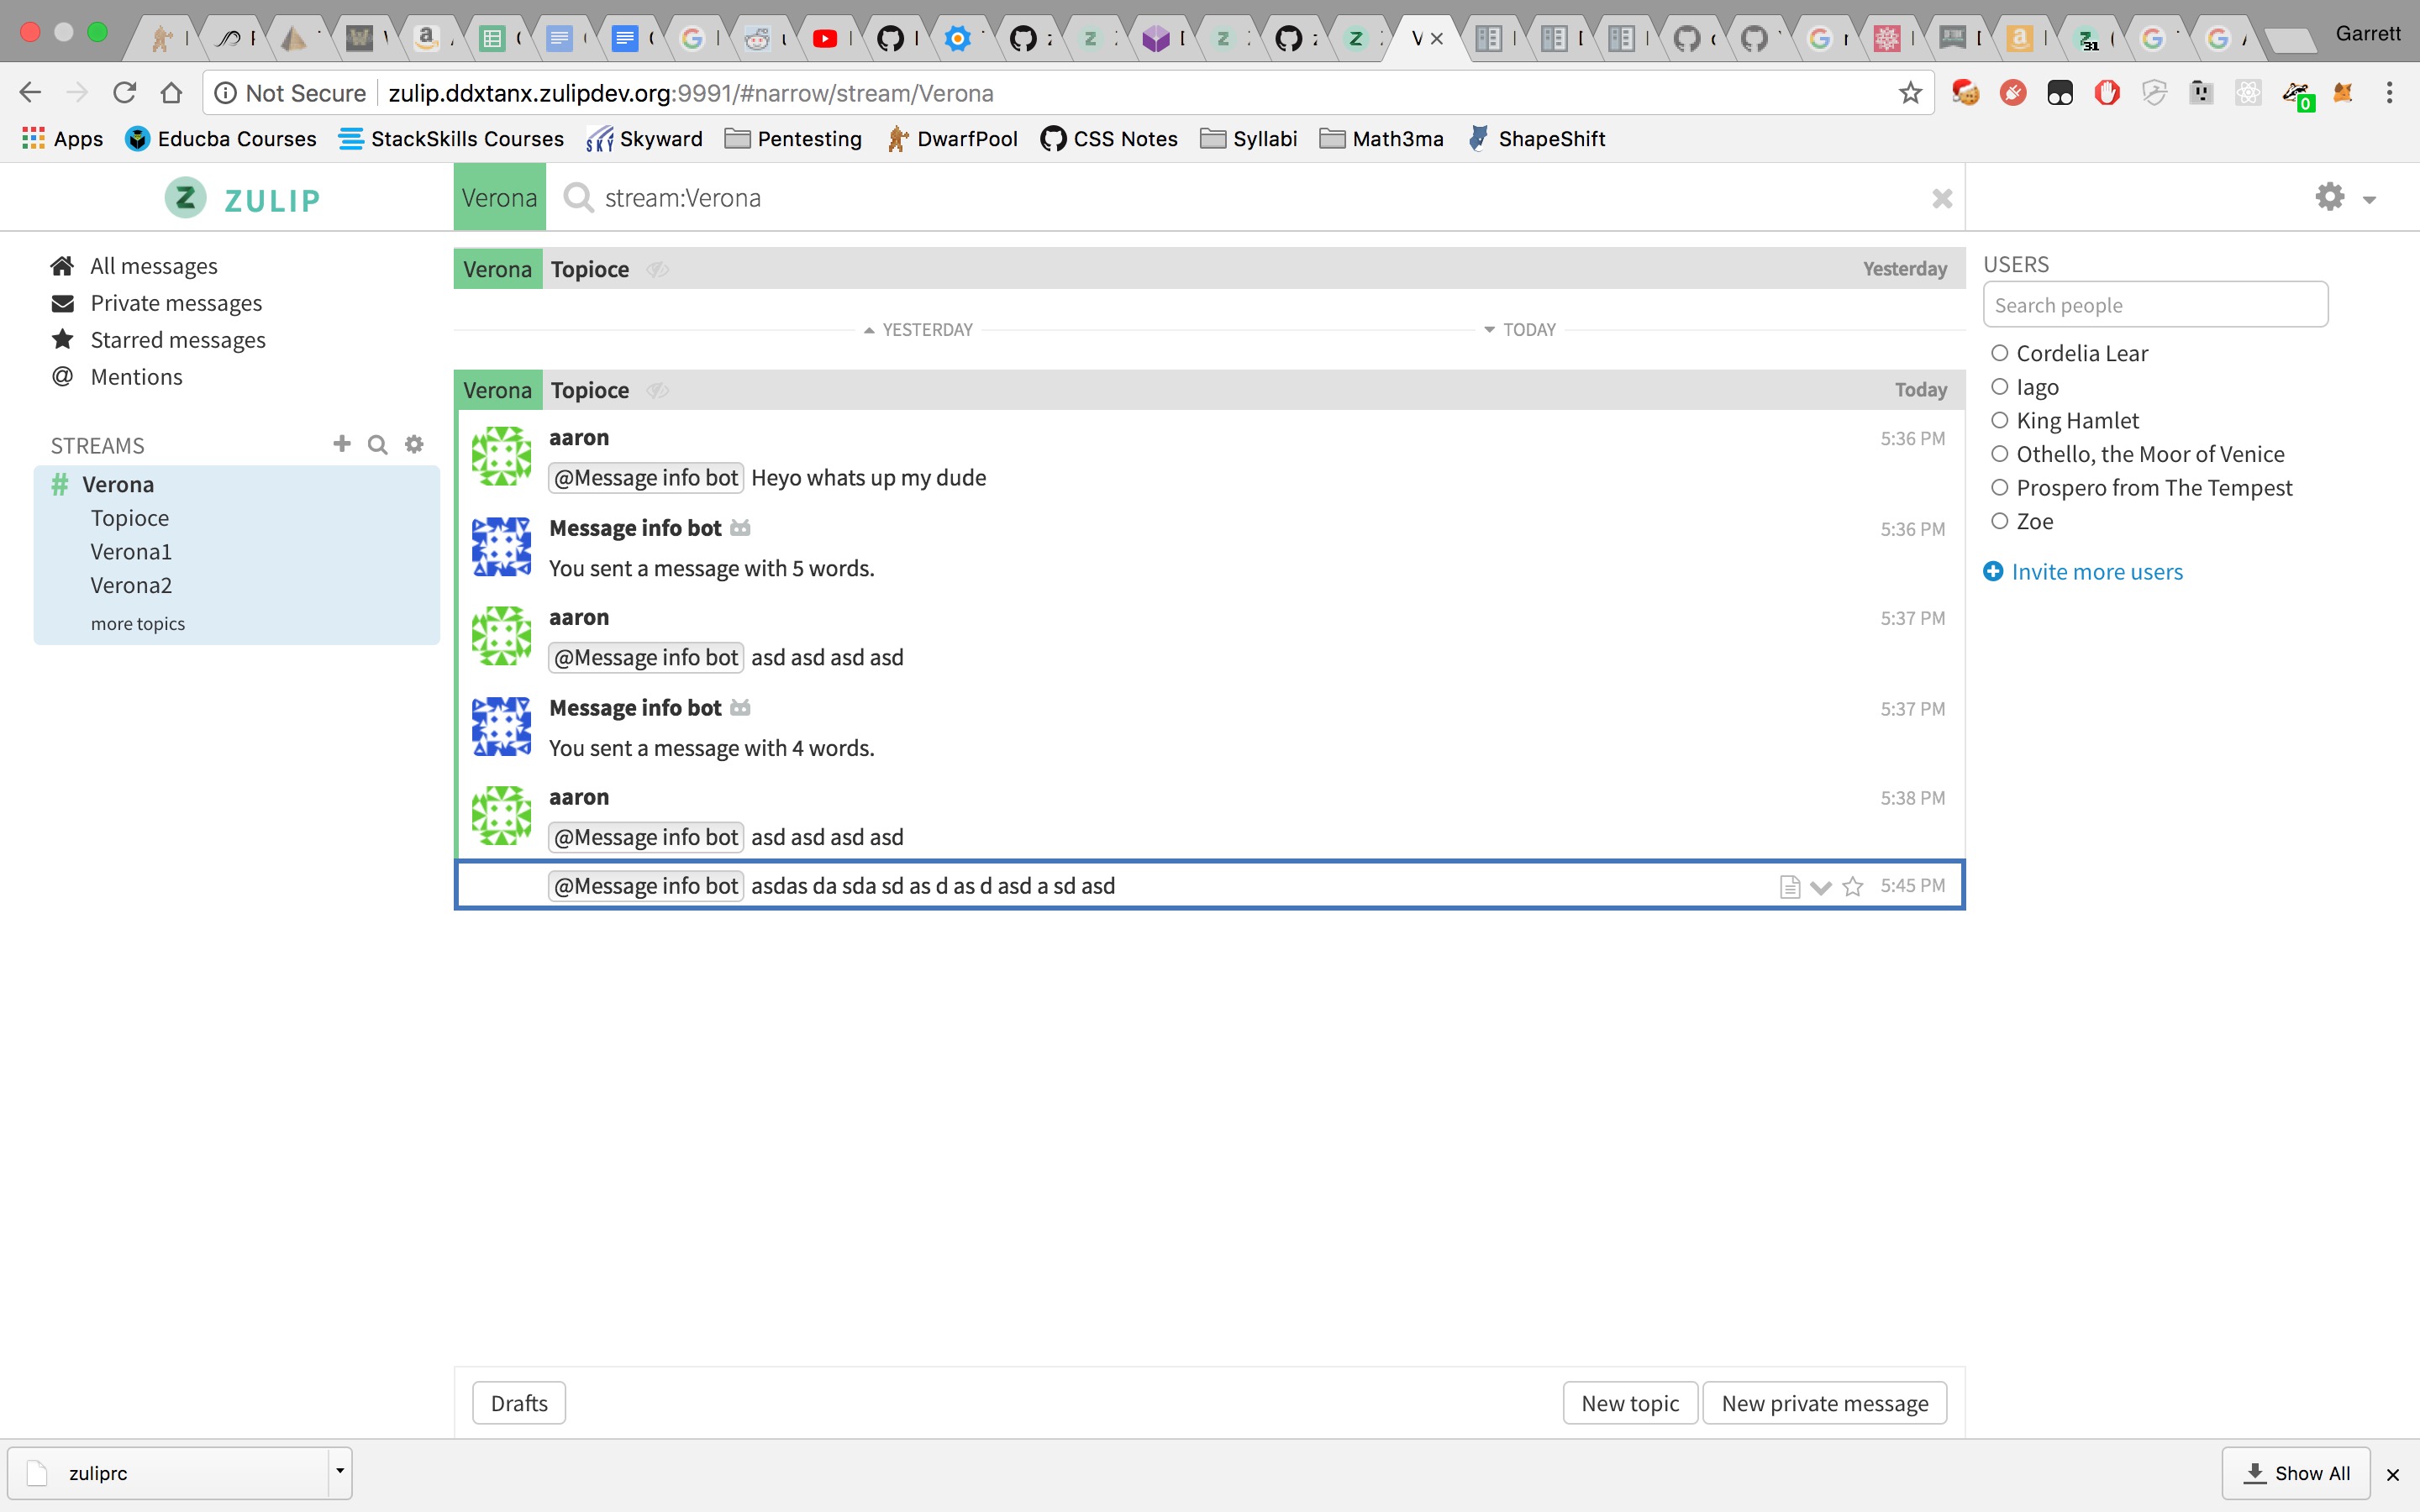 Garrett
Not Secure zulip.ddxtanx.zulipdev.org:9991/#narrow/stream/Verona
Apps Educba Courses StackSkills Courses Skyward Pentesting DwarfPool CSS Notes Syllabi Math3ma ShapeShift
ZULIP
Verona stream:Verona
All messages
Private messages
Starred messages
Mentions
STREAMS
# Verona
Topioce
Verona1
Verona2
more topics
Verona Topioce Yesterday
YESTERDAY TODAY
Verona Topioce Today
aaron 5:36 PM
@Message info bot Heyo whats up my dude
Message info bot 5:36 PM
You sent a message with 5 words.
aaron 5:37 PM
@Message info bot asd asd asd asd
Message info bot 5:37 PM
You sent a message with 4 words.
aaron 5:38 PM
@Message info bot asd asd asd asd
@Message info bot asdas da sda sd as d as d asd a sd asd 5:45 PM
USERS
Search people
Cordelia Lear
Iago
King Hamlet
Othello, the Moor of Venice
Prospero from The Tempest
Zoe
Invite more users
Drafts New topic New private message
zuliprc Show All